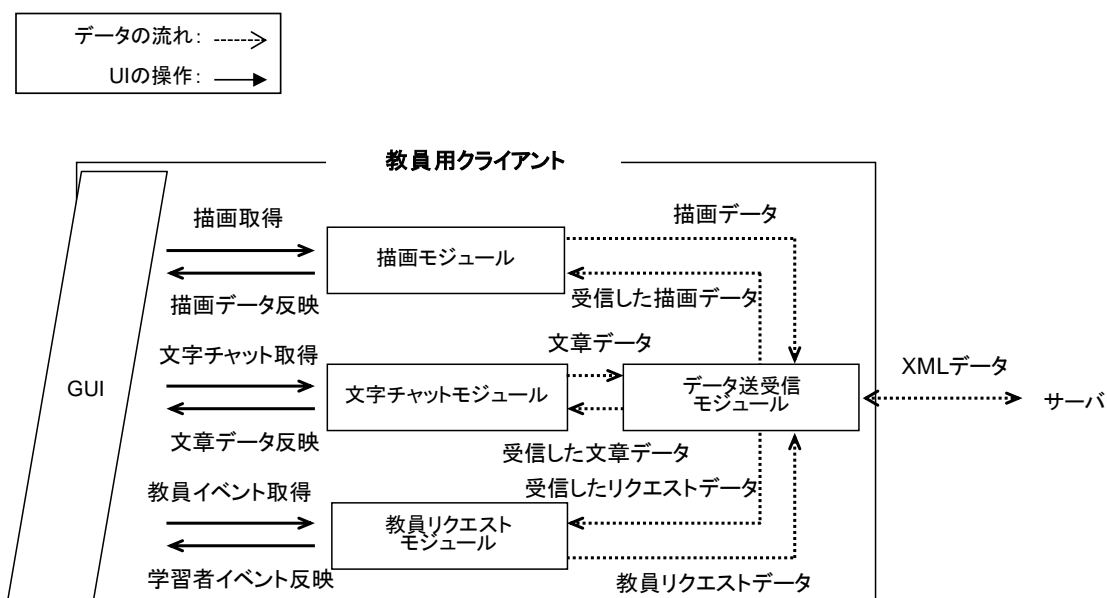 データの流れ:
UIの操作:
教員用クライアント
描画取得
描画データ
描画モジュール
受信した描画データ
描画データ反映
文字チャット取得
文章データ
XMLデータ
GUI
文字チャットモジュール
データ送受信
モジュール
サーバ
文章データ反映
受信した文章データ
教員イベント取得
受信したリクエストデータ
教員リクエスト
モジュール
学習者イベント反映
教員リクエストデータ